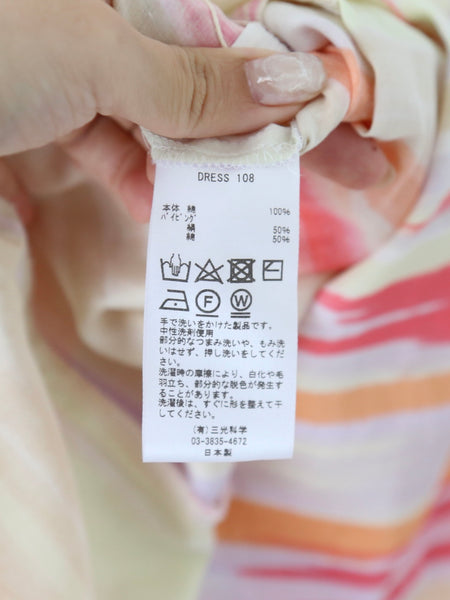 DRESS 108
本体 綿 100%
パイピング
絹 50%
綿 50%
F W
手で洗いをかけた製品です。
中性洗剤使用
部分的なつまみ洗いや、もみ洗
いはせず、押し洗いをしてくだ
さい。
洗濯時の摩擦により、白化や毛
羽立ち、部分的な脱色が発生す
ることがあります。
洗濯後は、すぐに形を整えて干
してください。
(有)三光科学
03-3835-4672
日本製